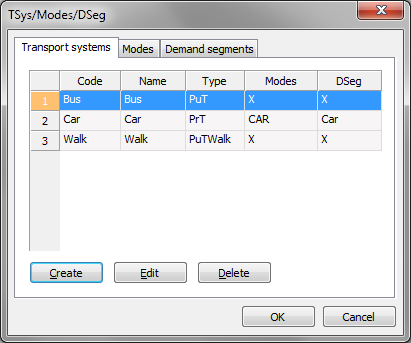 TSys/Modes/DSeg
Transport systems Modes Demand segments
Code Name Type Modes DSeg
1 Bus Bus PuT X X
2 Car Car PrT CAR Car
3 Walk Walk PuTWalk X X
Create Edit Delete
OK Cancel